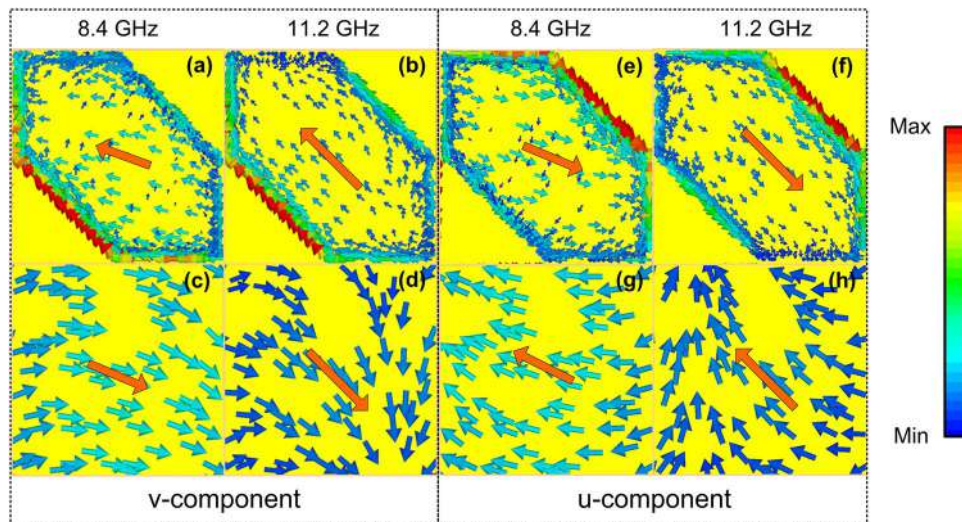 8.4 GHz 11.2 GHz 8.4 GHz 11.2 GHz
(a) (b) (e) (f)
Max
(c) (d) (g) (h)
Min
v-component u-component